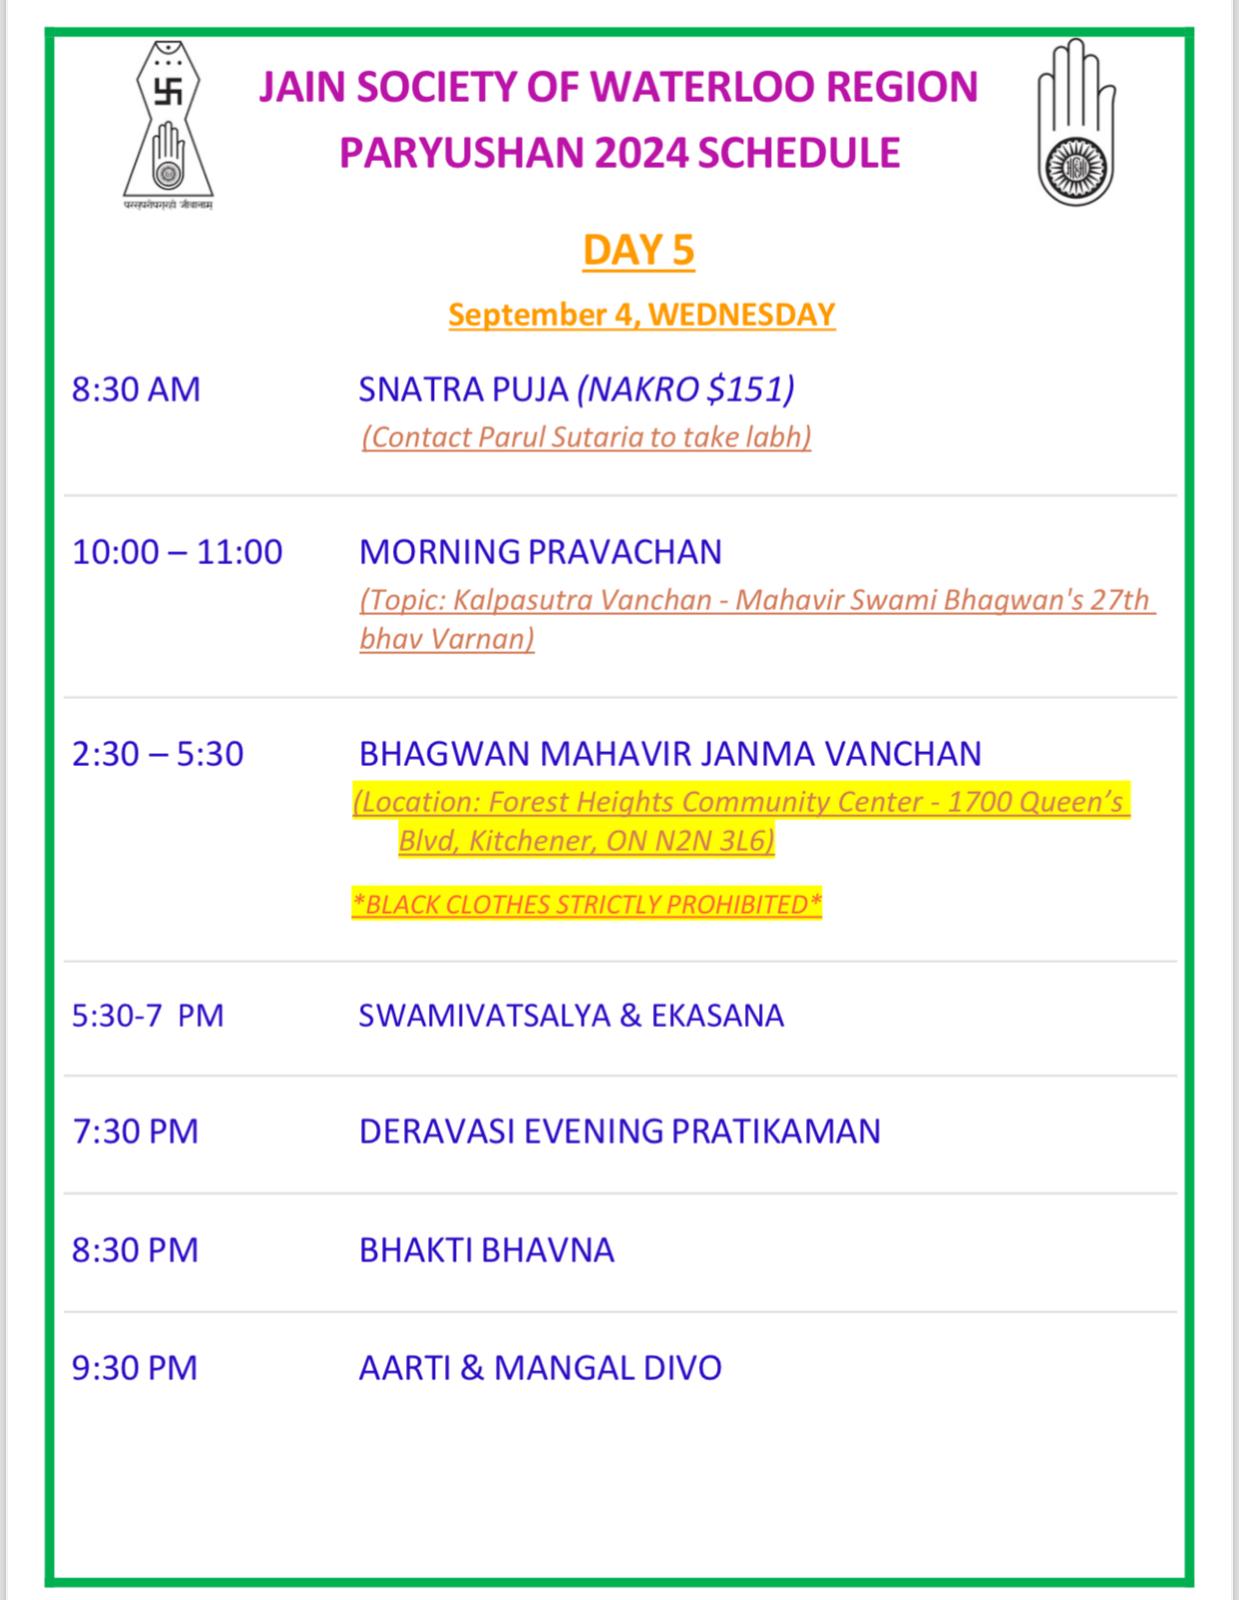 JAIN SOCIETY OF WATERLOO REGION
PARYUSHAN 2024 SCHEDULE
परस्परोपग्रहो जीवानाम्
DAY 5
September 4, WEDNESDAY
8:30 AM SNATRA PUJA (NAKRO $151)
(Contact Parul Sutaria to take labh)
10:00 – 11:00 MORNING PRAVACHAN
(Topic: Kalpasutra Vanchan - Mahavir Swami Bhagwan's 27th
bhav Varnan)
2:30 – 5:30 BHAGWAN MAHAVIR JANMA VANCHAN
(Location: Forest Heights Community Center - 1700 Queen’s
Blvd, Kitchener, ON N2N 3L6)
*BLACK CLOTHES STRICTLY PROHIBITED*
5:30-7 PM SWAMIVATSALYA & EKASANA
7:30 PM DERAVASI EVENING PRATIKAMAN
8:30 PM BHAKTI BHAVNA
9:30 PM AARTI & MANGAL DIVO